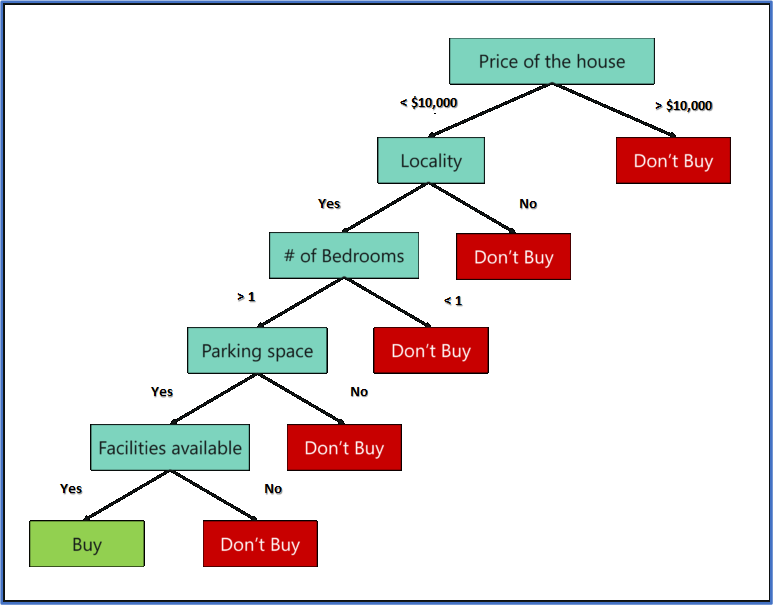 Price of the house
< $10,000
> $10,000
Locality
Don't Buy
Yes
No
# of Bedrooms
Don't Buy
> 1
< 1
Parking space
Don't Buy
Yes
No
Facilities available
Don't Buy
Yes
No
Buy
Don't Buy